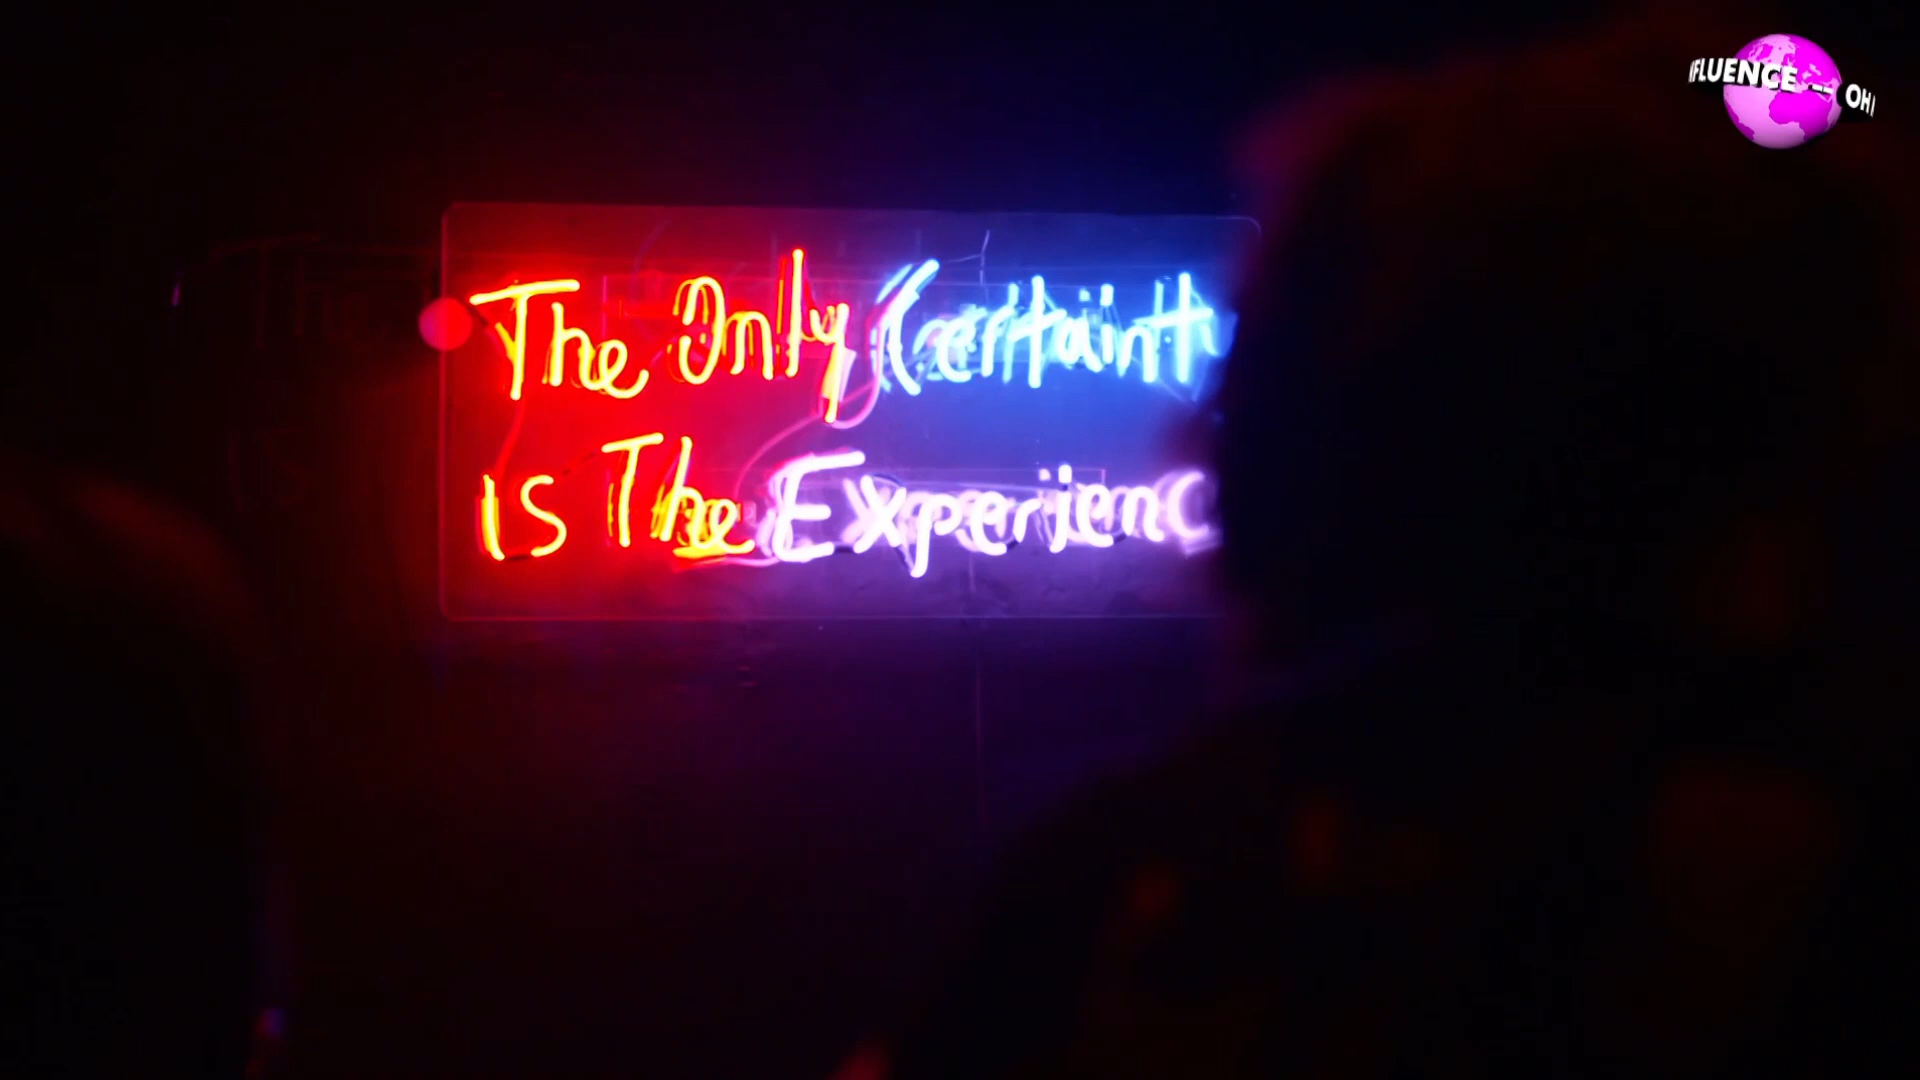 The Only Certaint
Is The Experienc
FLUENCE
OH!